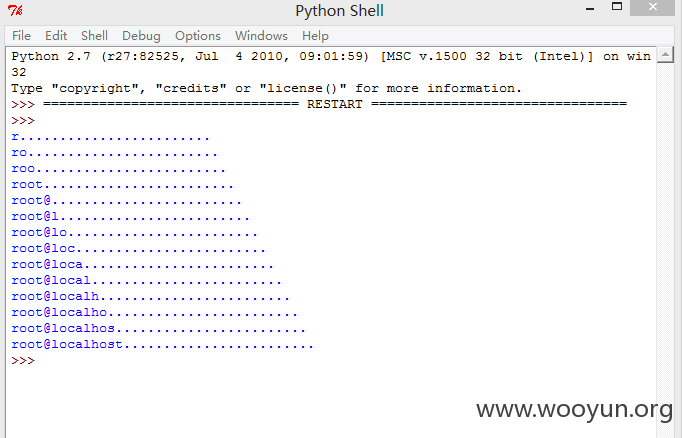 Python Shell
File Edit Shell Debug Options Windows Help
Python 2.7 (r27:82525, Jul  4 2010, 09:01:59) [MSC v.1500 32 bit (Intel)] on win
32
Type "copyright", "credits" or "license()" for more information.
>>> ================================ RESTART ================================
>>>
r........................
ro........................
roo........................
root........................
root@........................
root@l........................
root@lo........................
root@loc........................
root@loca........................
root@local........................
root@localh........................
root@localho........................
root@localhos........................
root@localhost........................
>>>
www.wooyun.org